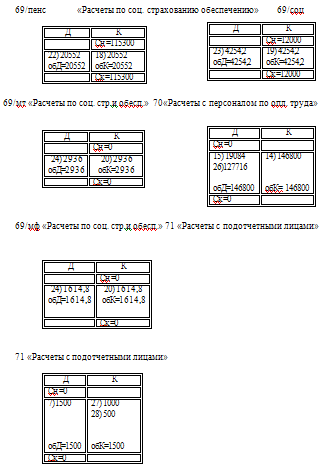 69/пенс «Расчеты по соц. страхованию обеспечению» 69/соц
Д К
Сн=115300
22)20552 18)20552
обД=20552 обК=20552
Ск=115300
Д К
Сн=12000
23)4254,2 19)4254,2
обД=4254,2 обК=4254,2
Ск=12000
69/мт «Расчеты по соц. стр.и обесп.» 70«Расчеты с персоналом по опл. труда»
Д К
Сн=0
24)2936 20)2936
обД=2936 обК=2936
Ск=0
Д К
Сн=0
15)19084 14)146800
26)127716
обД=146800 обК= 146800
Ск=0
69/мф «Расчеты по соц. стр.и обесп.» 71 «Расчеты с подотчетными лицами»
Д К
Сн=0
24)1614,8 20)1614,8
обД=1614,8 обК=1614,8
Ск=0
71 «Расчеты с подотчетными лицами»
Д К
Сн=0
7)1500 27)1000
28)500
обД=1500 обК=1500
Ск=0